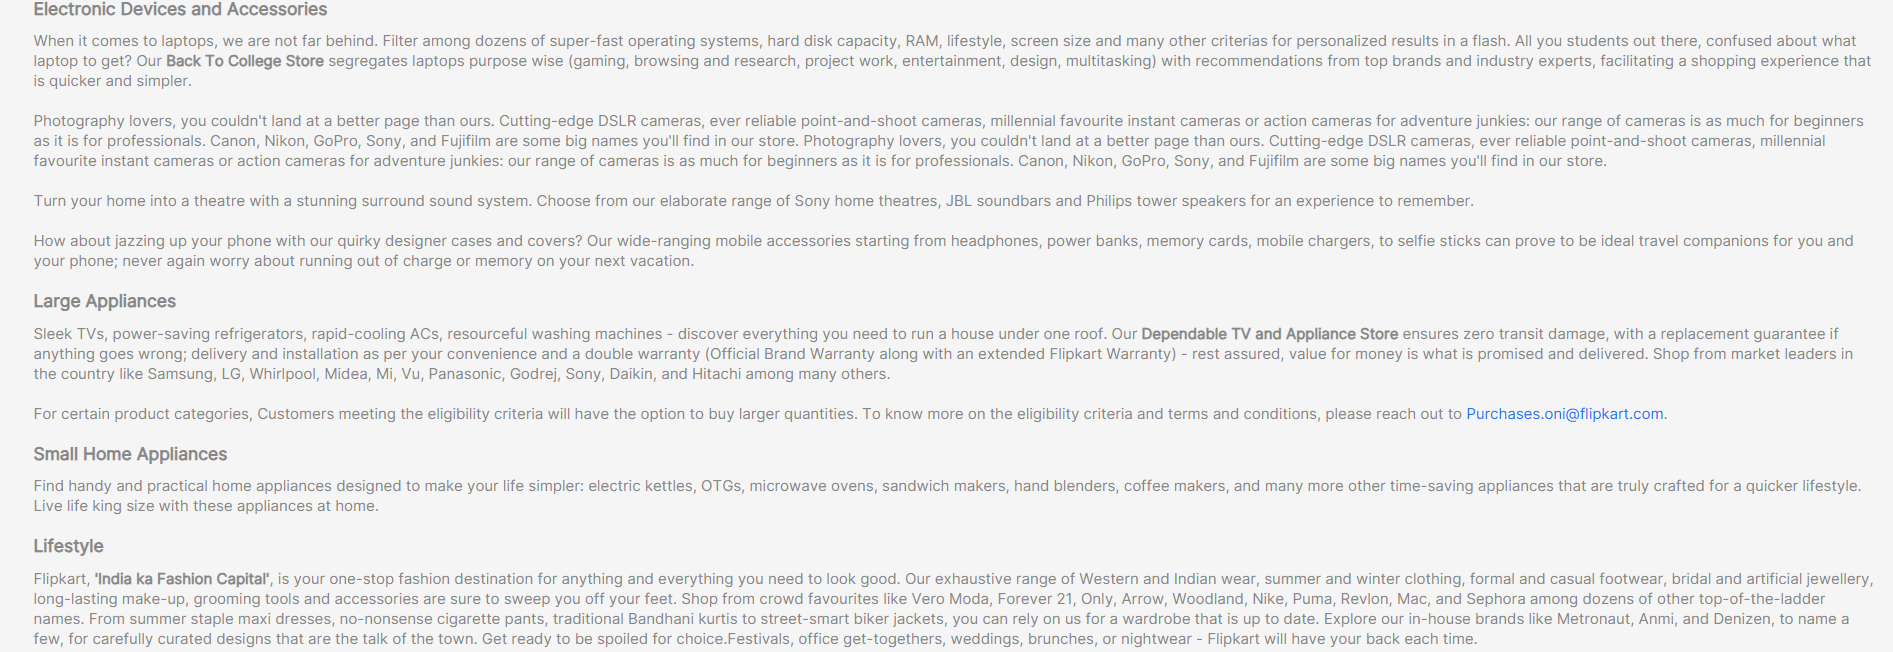 Electronic Devices and Accessories
When it comes to laptops, we are not far behind. Filter among dozens of super-fast operating systems, hard disk capacity, RAM, lifestyle, screen size and many other criterias for personalized results in a flash. All you students out there, confused about what
laptop to get? Our Back To College Store segregates laptops purpose wise (gaming, browsing and research, project work, entertainment, design, multitasking) with recommendations from top brands and industry experts, facilitating a shopping experience that
is quicker and simpler.
Photography lovers, you couldn't land at a better page than ours. Cutting-edge DSLR cameras, ever reliable point-and-shoot cameras, millennial favourite instant cameras or action cameras for adventure junkies: our range of cameras is as much for beginners
as it is for professionals. Canon, Nikon, GoPro, Sony, and Fujifilm are some big names you'll find in our store. Photography lovers, you couldn't land at a better page than ours. Cutting-edge DSLR cameras, ever reliable point-and-shoot cameras, millennial
favourite instant cameras or action cameras for adventure junkies: our range of cameras is as much for beginners as it is for professionals. Canon, Nikon, GoPro, Sony, and Fujifilm are some big names you'll find in our store.
Turn your home into a theatre with a stunning surround sound system. Choose from our elaborate range of Sony home theatres, JBL soundbars and Philips tower speakers for an experience to remember.
How about jazzing up your phone with our quirky designer cases and covers? Our wide-ranging mobile accessories starting from headphones, power banks, memory cards, mobile chargers, to selfie sticks can prove to be ideal travel companions for you and
your phone; never again worry about running out of charge or memory on your next vacation.
Large Appliances
Sleek TVs, power-saving refrigerators, rapid-cooling ACs, resourceful washing machines - discover everything you need to run a house under one roof. Our Dependable TV and Appliance Store ensures zero transit damage, with a replacement guarantee if
anything goes wrong; delivery and installation as per your convenience and a double warranty (Official Brand Warranty along with an extended Flipkart Warranty) - rest assured, value for money is what is promised and delivered. Shop from market leaders in
the country like Samsung, LG, Whirlpool, Midea, Mi, Vu, Panasonic, Godrej, Sony, Daikin, and Hitachi among many others.
For certain product categories, Customers meeting the eligibility criteria will have the option to buy larger quantities. To know more on the eligibility criteria and terms and conditions, please reach out to Purchases.oni@flipkart.com.
Small Home Appliances
Find handy and practical home appliances designed to make your life simpler: electric kettles, OTGs, microwave ovens, sandwich makers, hand blenders, coffee makers, and many more other time-saving appliances that are truly crafted for a quicker lifestyle.
Live life king size with these appliances at home.
Lifestyle
Flipkart, 'India ka Fashion Capital', is your one-stop fashion destination for anything and everything you need to look good. Our exhaustive range of Western and Indian wear, summer and winter clothing, formal and casual footwear, bridal and artificial jewellery,
long-lasting make-up, grooming tools and accessories are sure to sweep you off your feet. Shop from crowd favourites like Vero Moda, Forever 21, Only, Arrow, Woodland, Nike, Puma, Revlon, Mac, and Sephora among dozens of other top-of-the-ladder
names. From summer staple maxi dresses, no-nonsense cigarette pants, traditional Bandhani kurtis to street-smart biker jackets, you can rely on us for a wardrobe that is up to date. Explore our in-house brands like Metronaut, Anmi, and Denizen, to name a
few, for carefully curated designs that are the talk of the town. Get ready to be spoiled for choice.Festivals, office get-togethers, weddings, brunches, or nightwear - Flipkart will have your back each time.